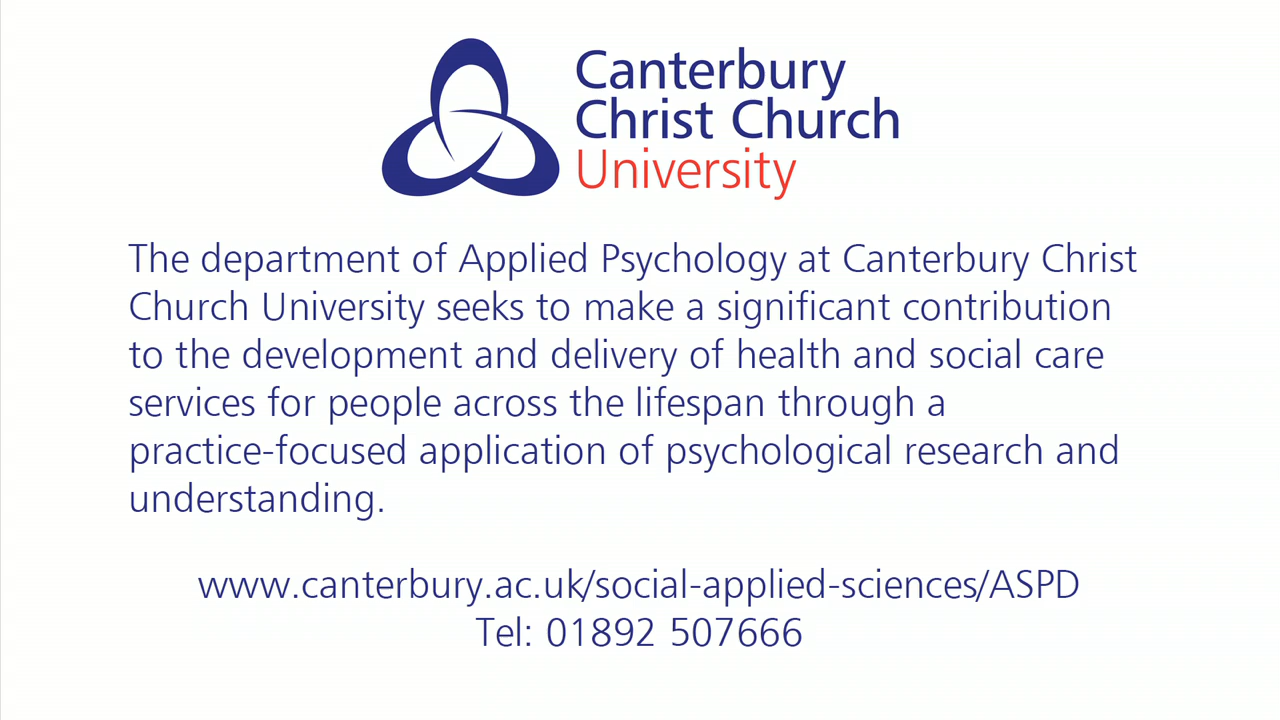 Canterbury
Christ Church
University
The department of Applied Psychology at Canterbury Christ
Church University seeks to make a significant contribution
to the development and delivery of health and social care
services for people across the lifespan through a
practice-focused application of psychological research and
understanding.
www.canterbury.ac.uk/social-applied-sciences/ASPD
Tel: 01892 507666